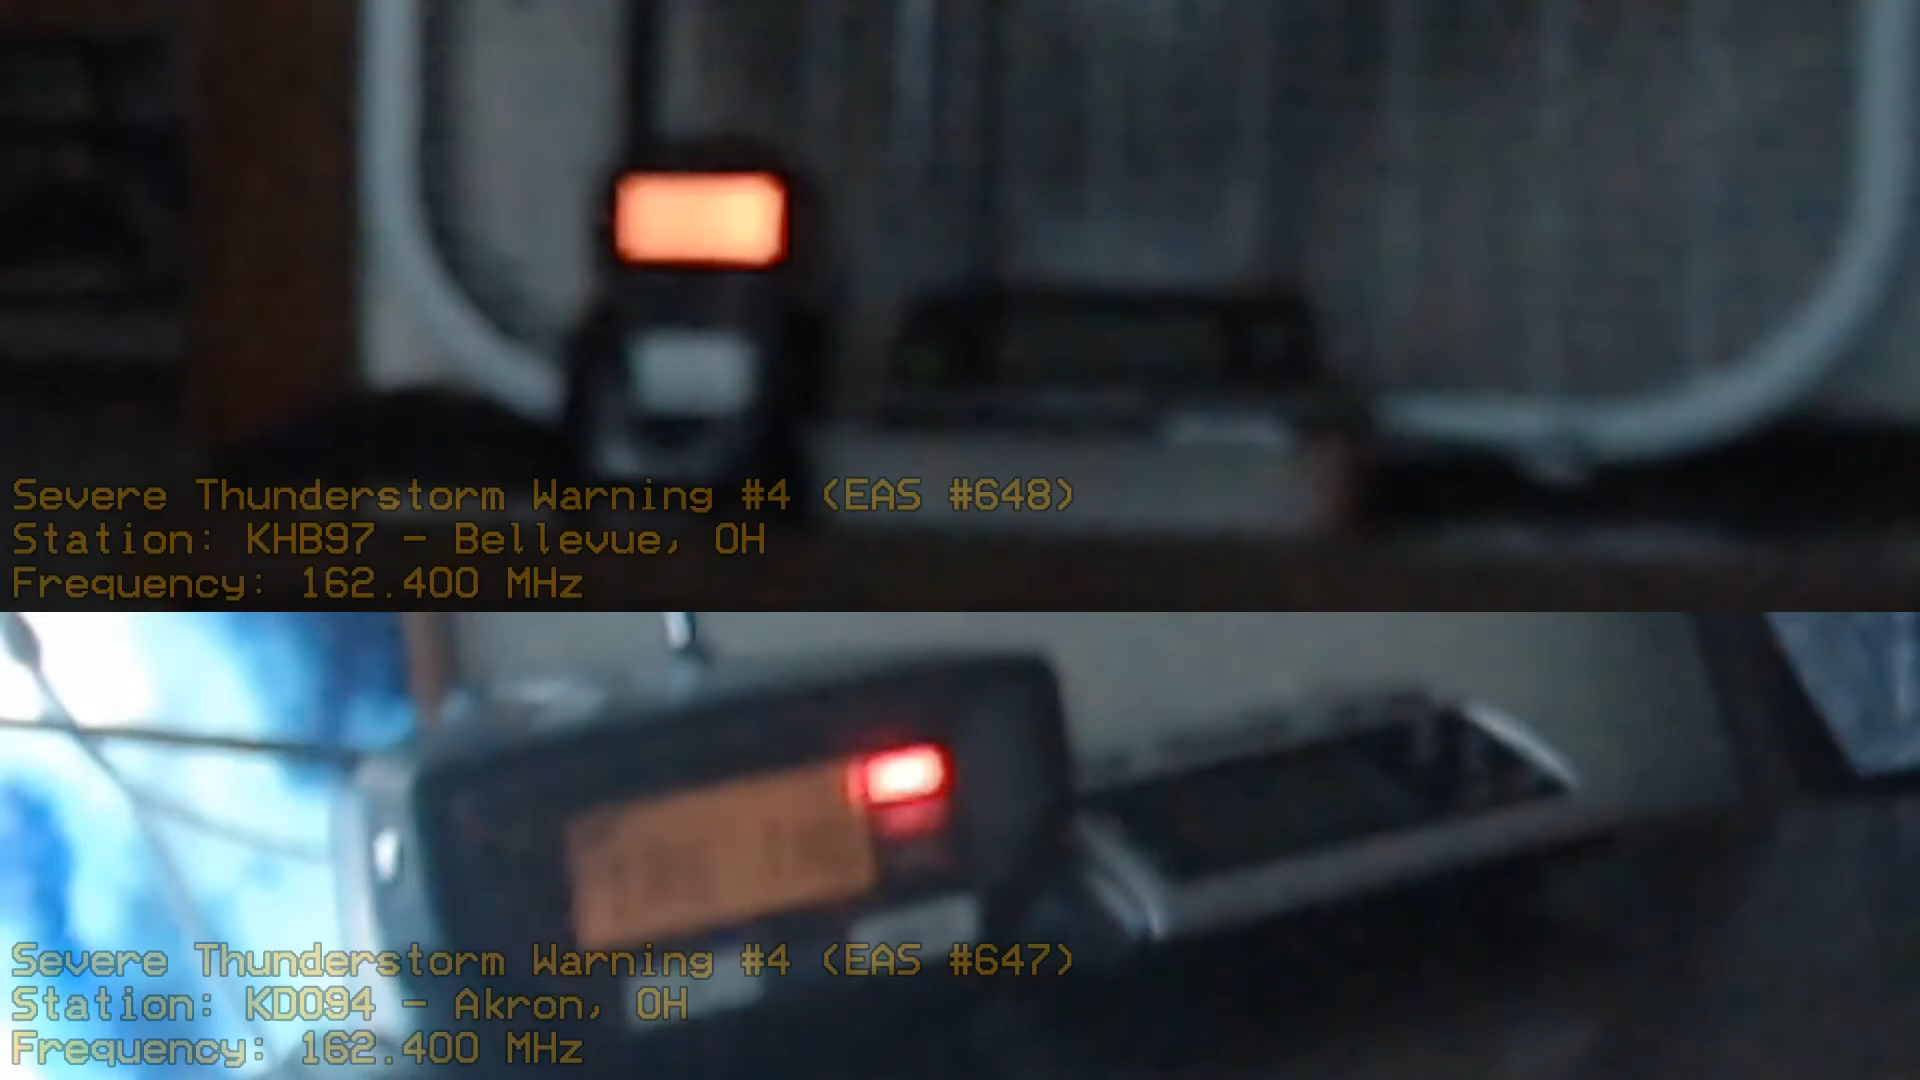 Severe Thunderstorm Warning #4 (EAS #648)
Station: KHB97 - Bellevue, OH
Frequency: 162.400 MHz
Severe Thunderstorm Warning #4 (EAS #647)
Station: KDO94 - Akron, OH
Frequency: 162.400 MHz